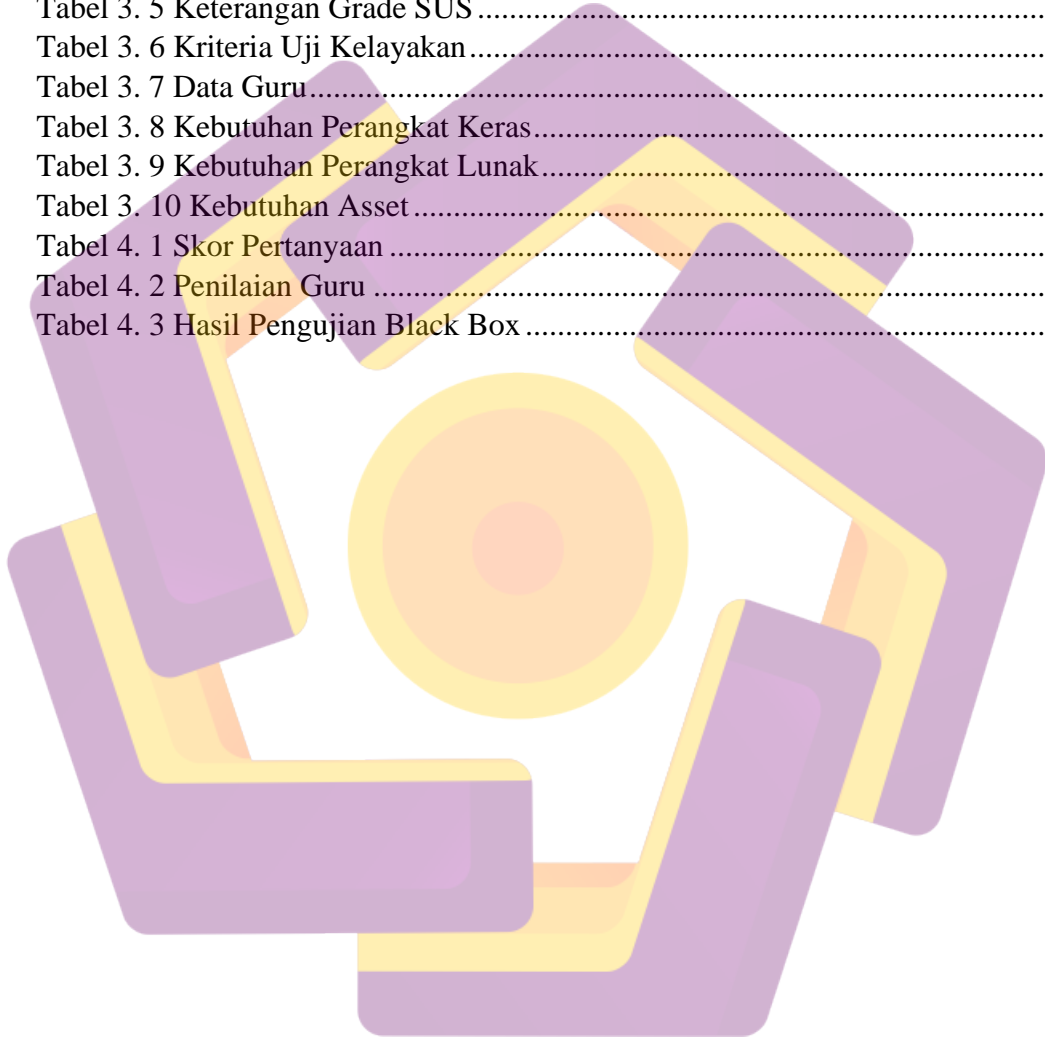 Tabel 3. 5 Keterangan Grade SUS ........................................................................
Tabel 3. 6 Kriteria Uji Kelayakan ........................................................................
Tabel 3. 7 Data Guru ............................................................................................
Tabel 3. 8 Kebutuhan Perangkat Keras ................................................................
Tabel 3. 9 Kebutuhan Perangkat Lunak ...............................................................
Tabel 3. 10 Kebutuhan Asset ................................................................................
Tabel 4. 1 Skor Pertanyaan ..................................................................................
Tabel 4. 2 Penilaian Guru ....................................................................................
Tabel 4. 3 Hasil Pengujian Black Box .................................................................